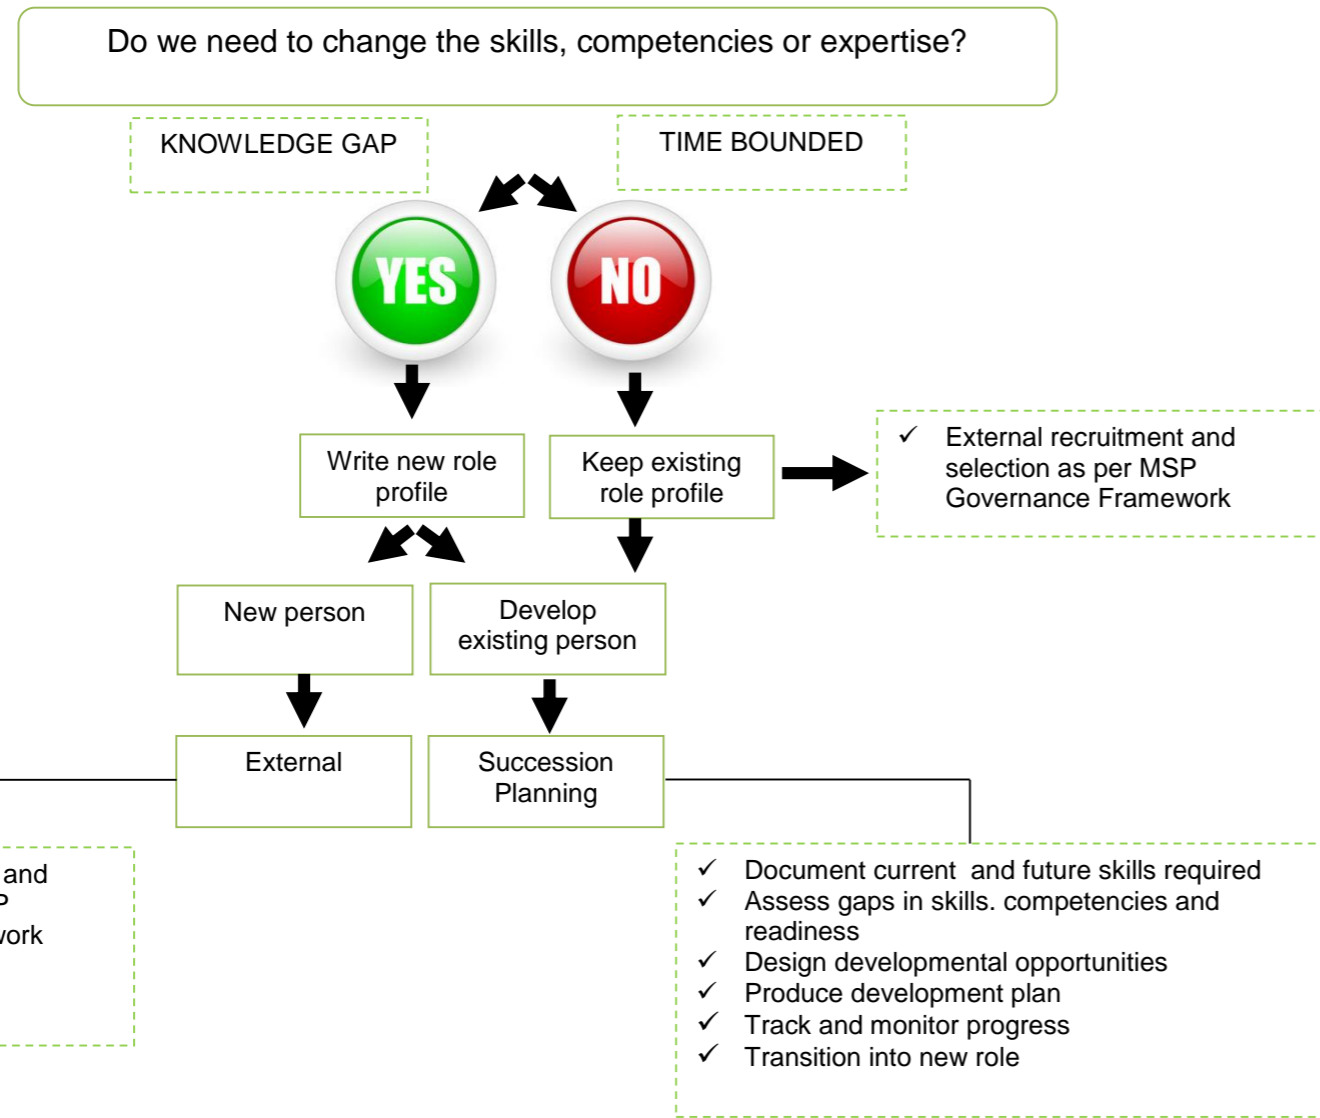 Do we need to change the skills, competencies or expertise?
KNOWLEDGE GAP
TIME BOUNDED
YES
NO
Write new role
profile
Keep existing
role profile
✓ External recruitment and
selection as per MSP
Governance Framework
New person
Develop
existing person
External
Succession
Planning
and
✓ Document current and future skills required
✓ Assess gaps in skills. competencies and
readiness
✓ Design developmental opportunities
✓ Produce development plan
✓ Track and monitor progress
✓ Transition into new role